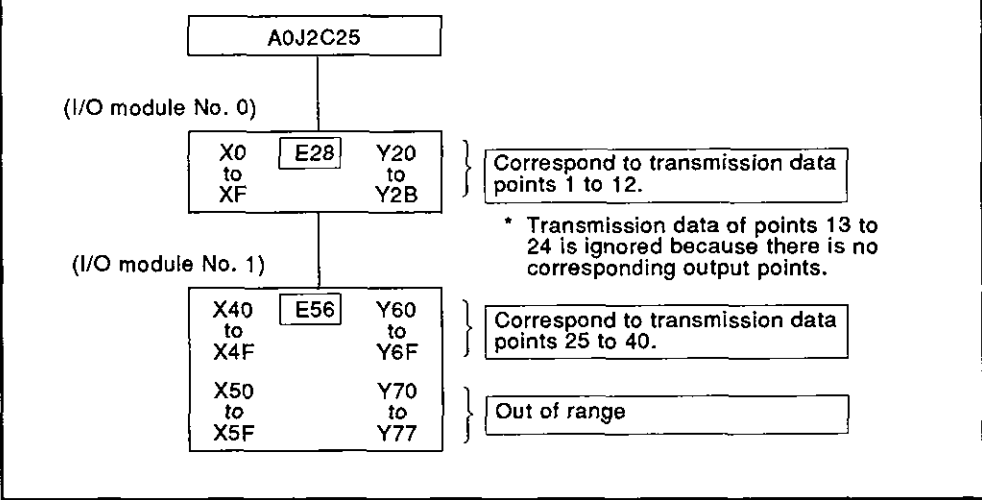 A0J2C25
(I/O module No. 0)
X0 E28 Y20
to to
XF Y2B
Correspond to transmission data
points 1 to 12.
* Transmission data of points 13 to
24 is ignored because there is no
corresponding output points.
(I/O module No. 1)
X40 E56 Y60
to to
X4F Y6F
Correspond to transmission data
points 25 to 40.
X50 Y70
to to
X5F Y77
Out of range